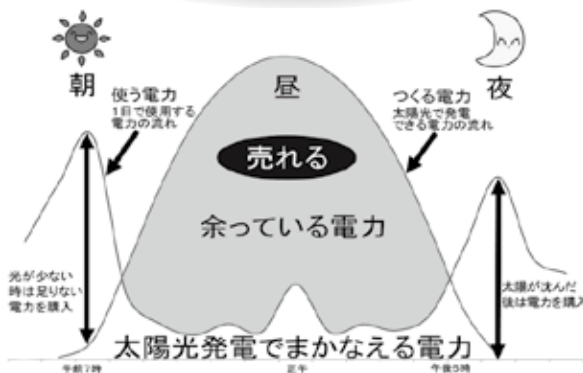 朝
昼
夜
使う電力
1日で使用する
電力の流れ
つくる電力
太陽光で発電
できる電力の流れ
売れる
余っている電力
光が少ない
時は足りない
電力を購入
太陽が沈んだ
後は電力を購入
太陽光発電でまかなえる電力
午前7時
正午
午後5時